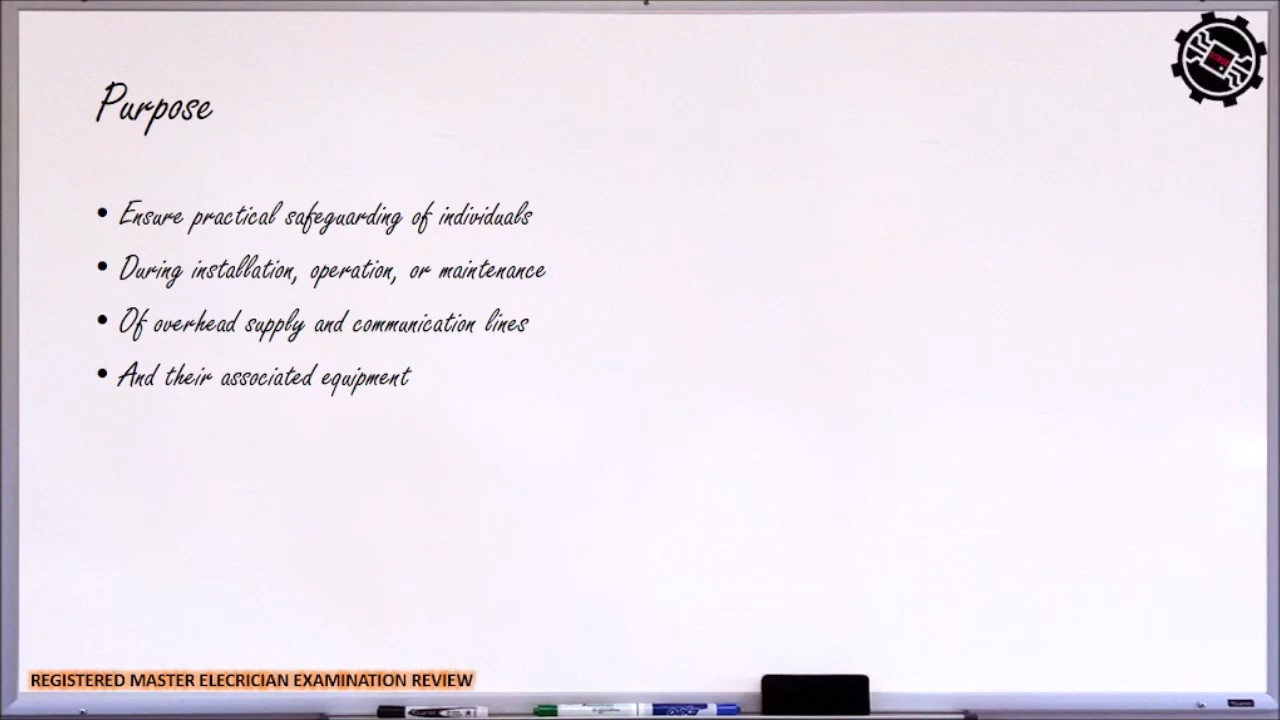 Purpose
• Ensure practical safeguarding of individuals
• During installation, operation, or maintenance
• Of overhead supply and communication lines
• And their associated equipment
REGISTERED MASTER ELECRICIAN EXAMINATION REVIEW